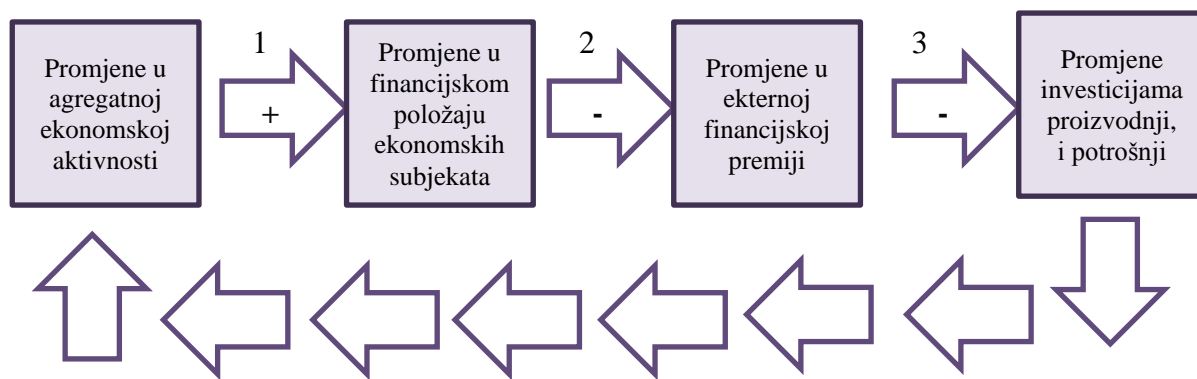 Promjene u
agregatnoj
ekonomskoj
aktivnosti
1
+
Promjene u
financijskom
položaju
ekonomskih
subjekata
2
-
Promjene u
ekternoj
financijskoj
premiji
3
-
Promjene
investicijama
proizvodnji,
i potrošnji